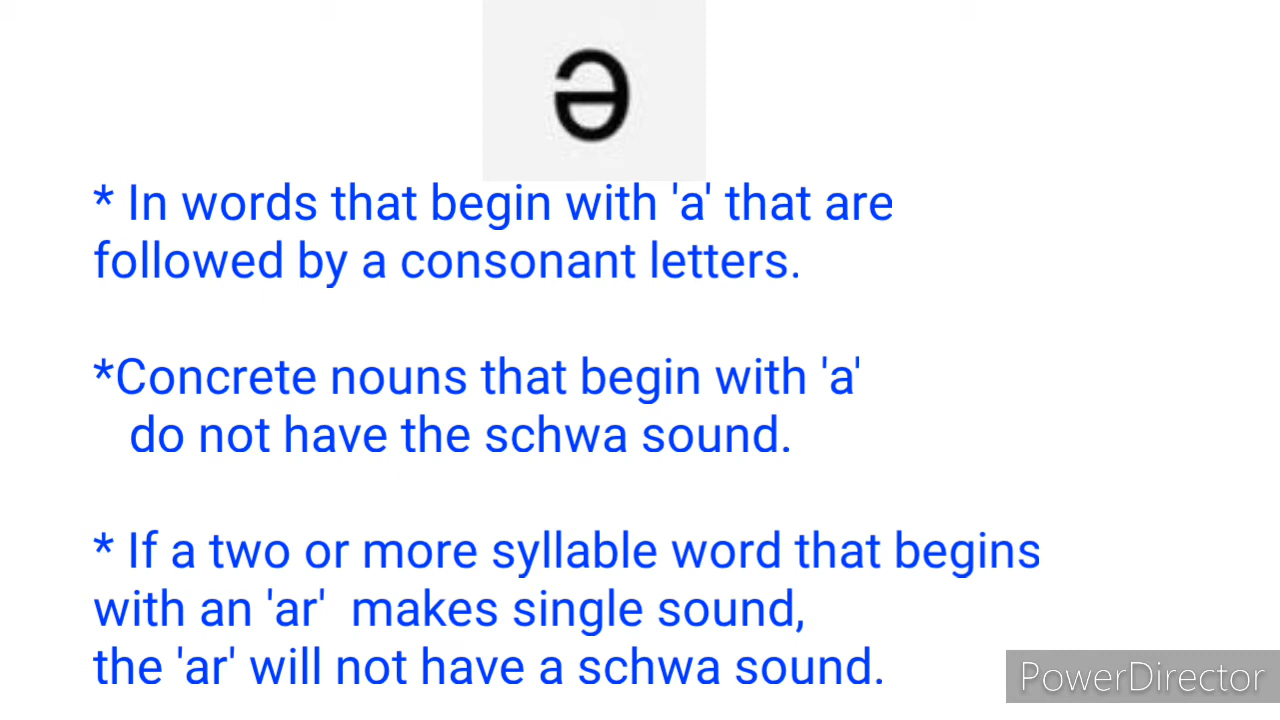 ə
* In words that begin with 'a' that are
followed by a consonant letters.
*Concrete nouns that begin with 'a'
do not have the schwa sound.
* If a two or more syllable word that begins
with an 'ar'  makes single sound,
the 'ar' will not have a schwa sound.
PowerDirector